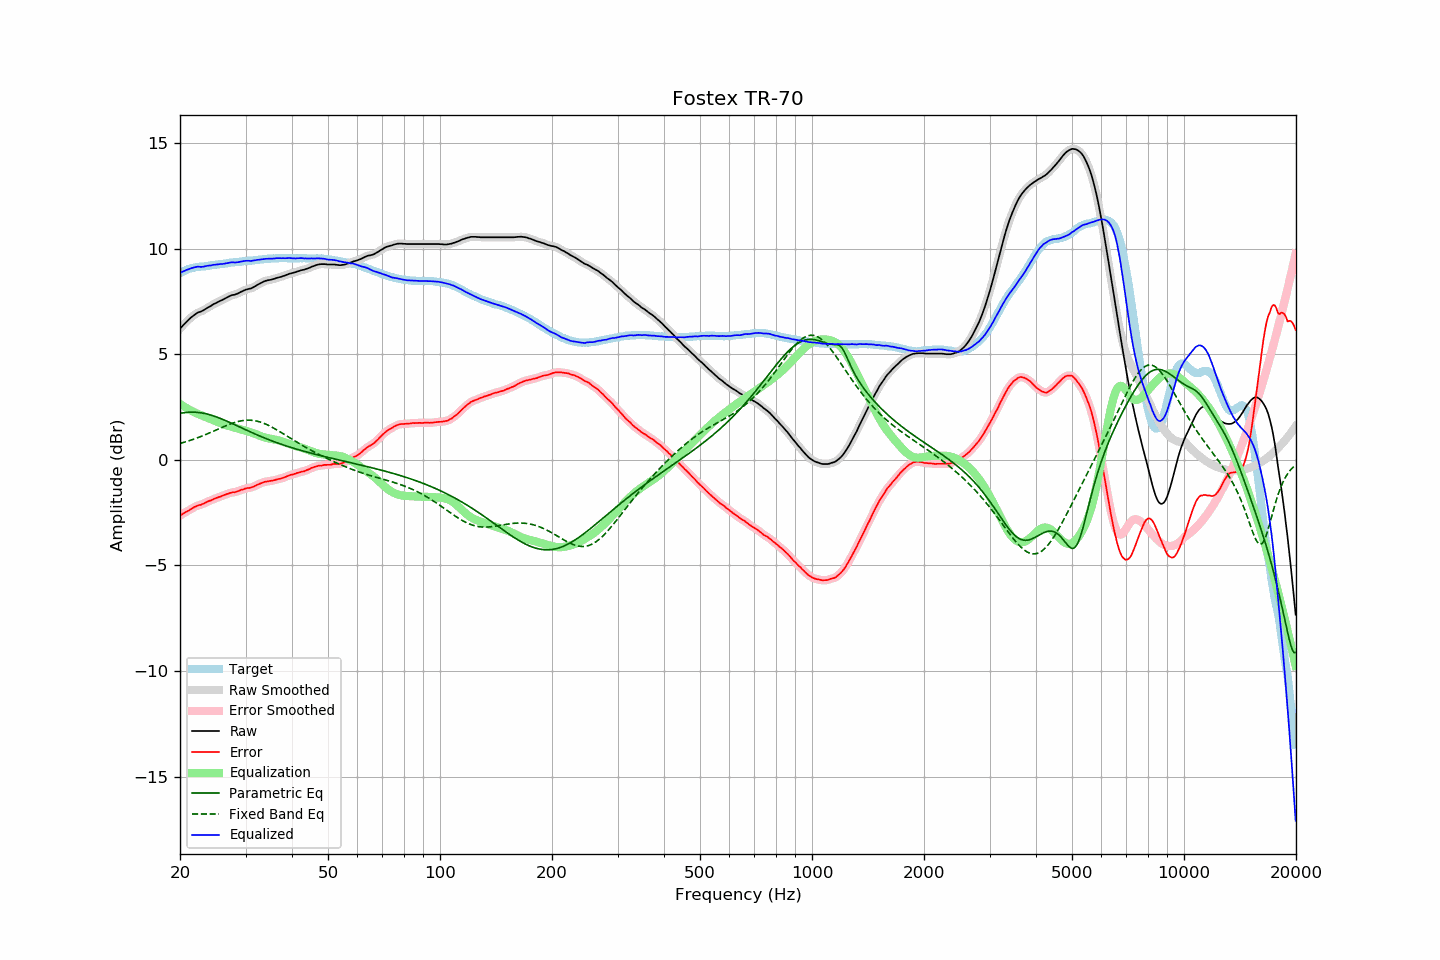 Fostex TR-70
15
10
5
0
−5
−10
−15
Amplitude (dBr)
Target
Raw Smoothed
Error Smoothed
Raw
Error
Equalization
Parametric Eq
Fixed Band Eq
Equalized
20 50 100 200 500 1000 2000 5000 10000 20000
Frequency (Hz)